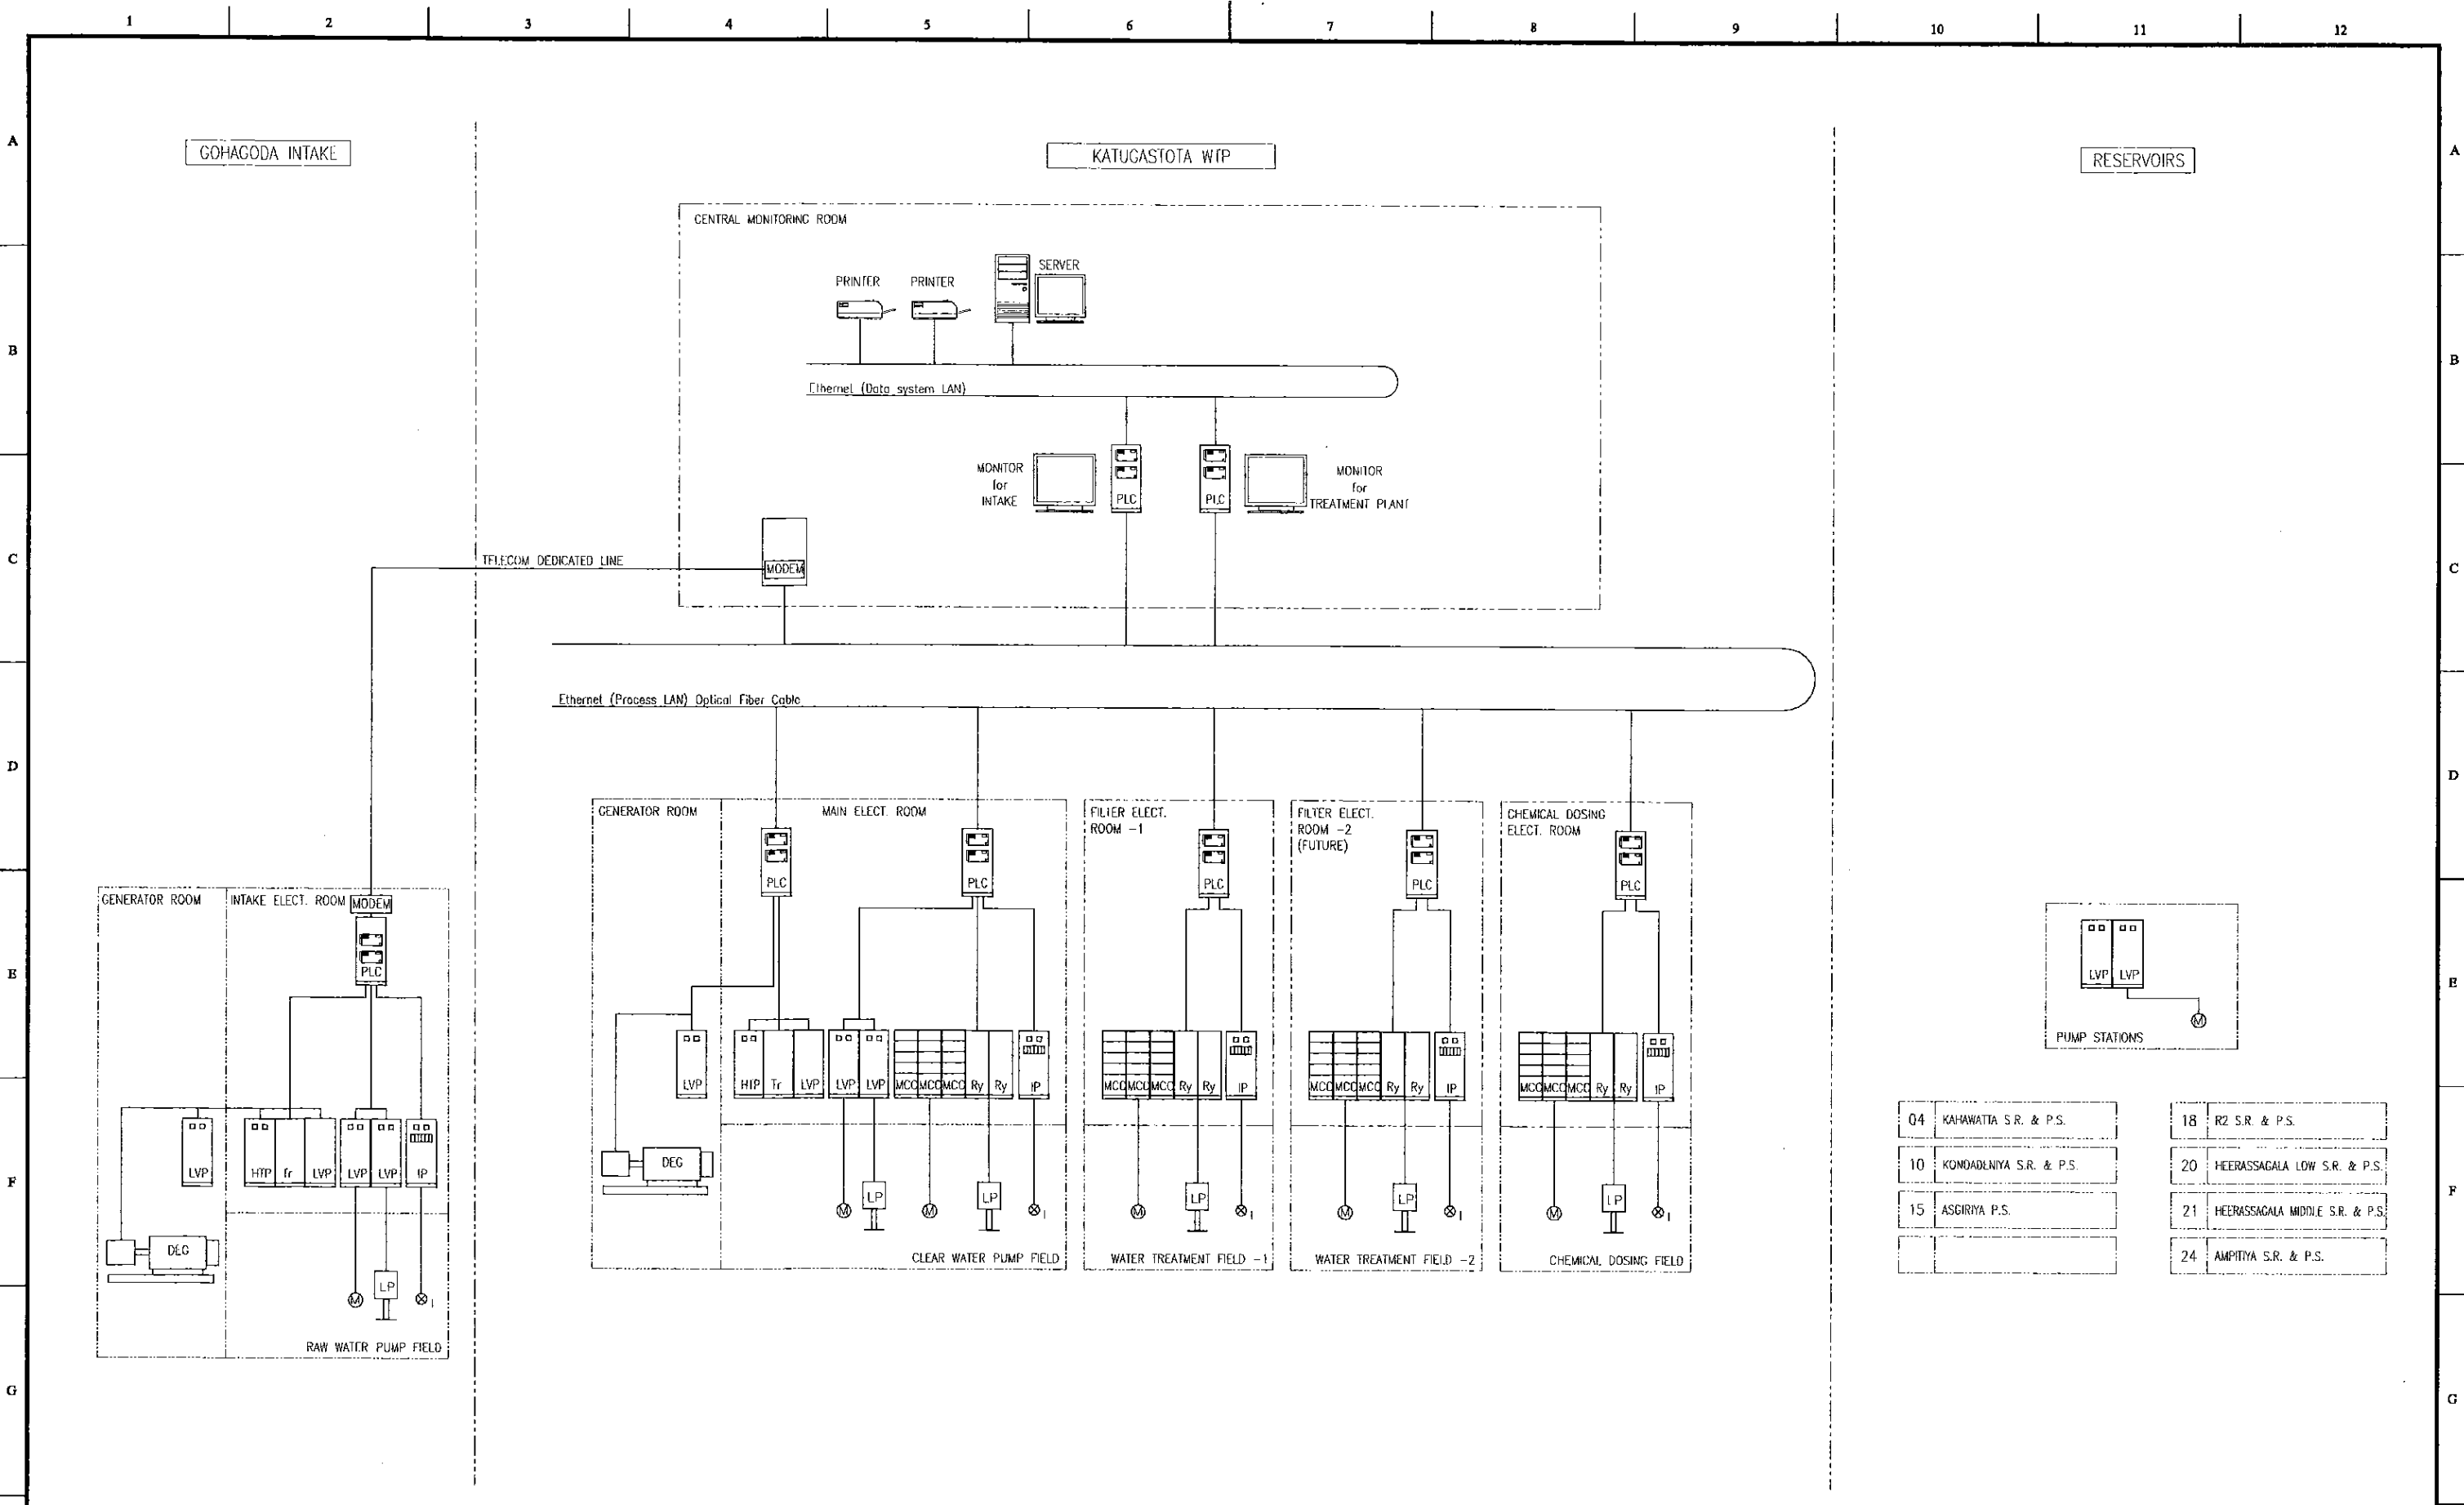 1 2 3 4 5 6 7 8 9 10 11 12
A
A
GOHAGODA INTAKE
KATUGASTOTA WTP
RESERVOIRS
CENTRAL MONITORING ROOM
SERVER
PRINTER
PRINTER
B
B
Ethernet (Data system LAN)
MONITOR
for
INTAKE
PLC
PLC
MONITOR
for
TREATMENT PLANT
C
C
TELECOM DEDICATED LINE
MODEM
Ethernet (Process LAN) Optical Fiber Cable
D
D
GENERATOR ROOM
MAIN ELECT. ROOM
FILTER ELECT.
ROOM -1
FILTER ELECT.
ROOM -2
(FUTURE)
CHEMICAL DOSING
ELECT. ROOM
PLC
PLC
PLC
PLC
PLC
GENERATOR ROOM
INTAKE ELECT. ROOM
MODEM
PLC
E
E
LVP LVP
M
PUMP STATIONS
LVP
HTP Tr LVP
LVP LVP
MCC MCC MCC Ry Ry
IP
MCC MCC MCC Ry Ry
IP
MCC MCC MCC Ry Ry
IP
MCC MCC MCC Ry Ry
IP
LVP
HTP Tr LVP
LVP LVP
IP
F
F
DEG
M
LP
M
LP
I
M
LP
I
M
LP
I
M
LP
I
CLEAR WATER PUMP FIELD
WATER TREATMENT FIELD -1
WATER TREATMENT FIELD -2
CHEMICAL DOSING FIELD
DEG
M
LP
I
RAW WATER PUMP FIELD
04 KAHAWATTA S.R. & P.S.
10 KONDADENIYA S.R. & P.S.
15 ASGIRIYA P.S.
18 R2 S.R. & P.S.
20 HEERASSAGALA LOW S.R. & P.S.
21 HEERASSAGALA MIDDLE S.R. & P.S.
24 AMPITIYA S.R. & P.S.
G
G